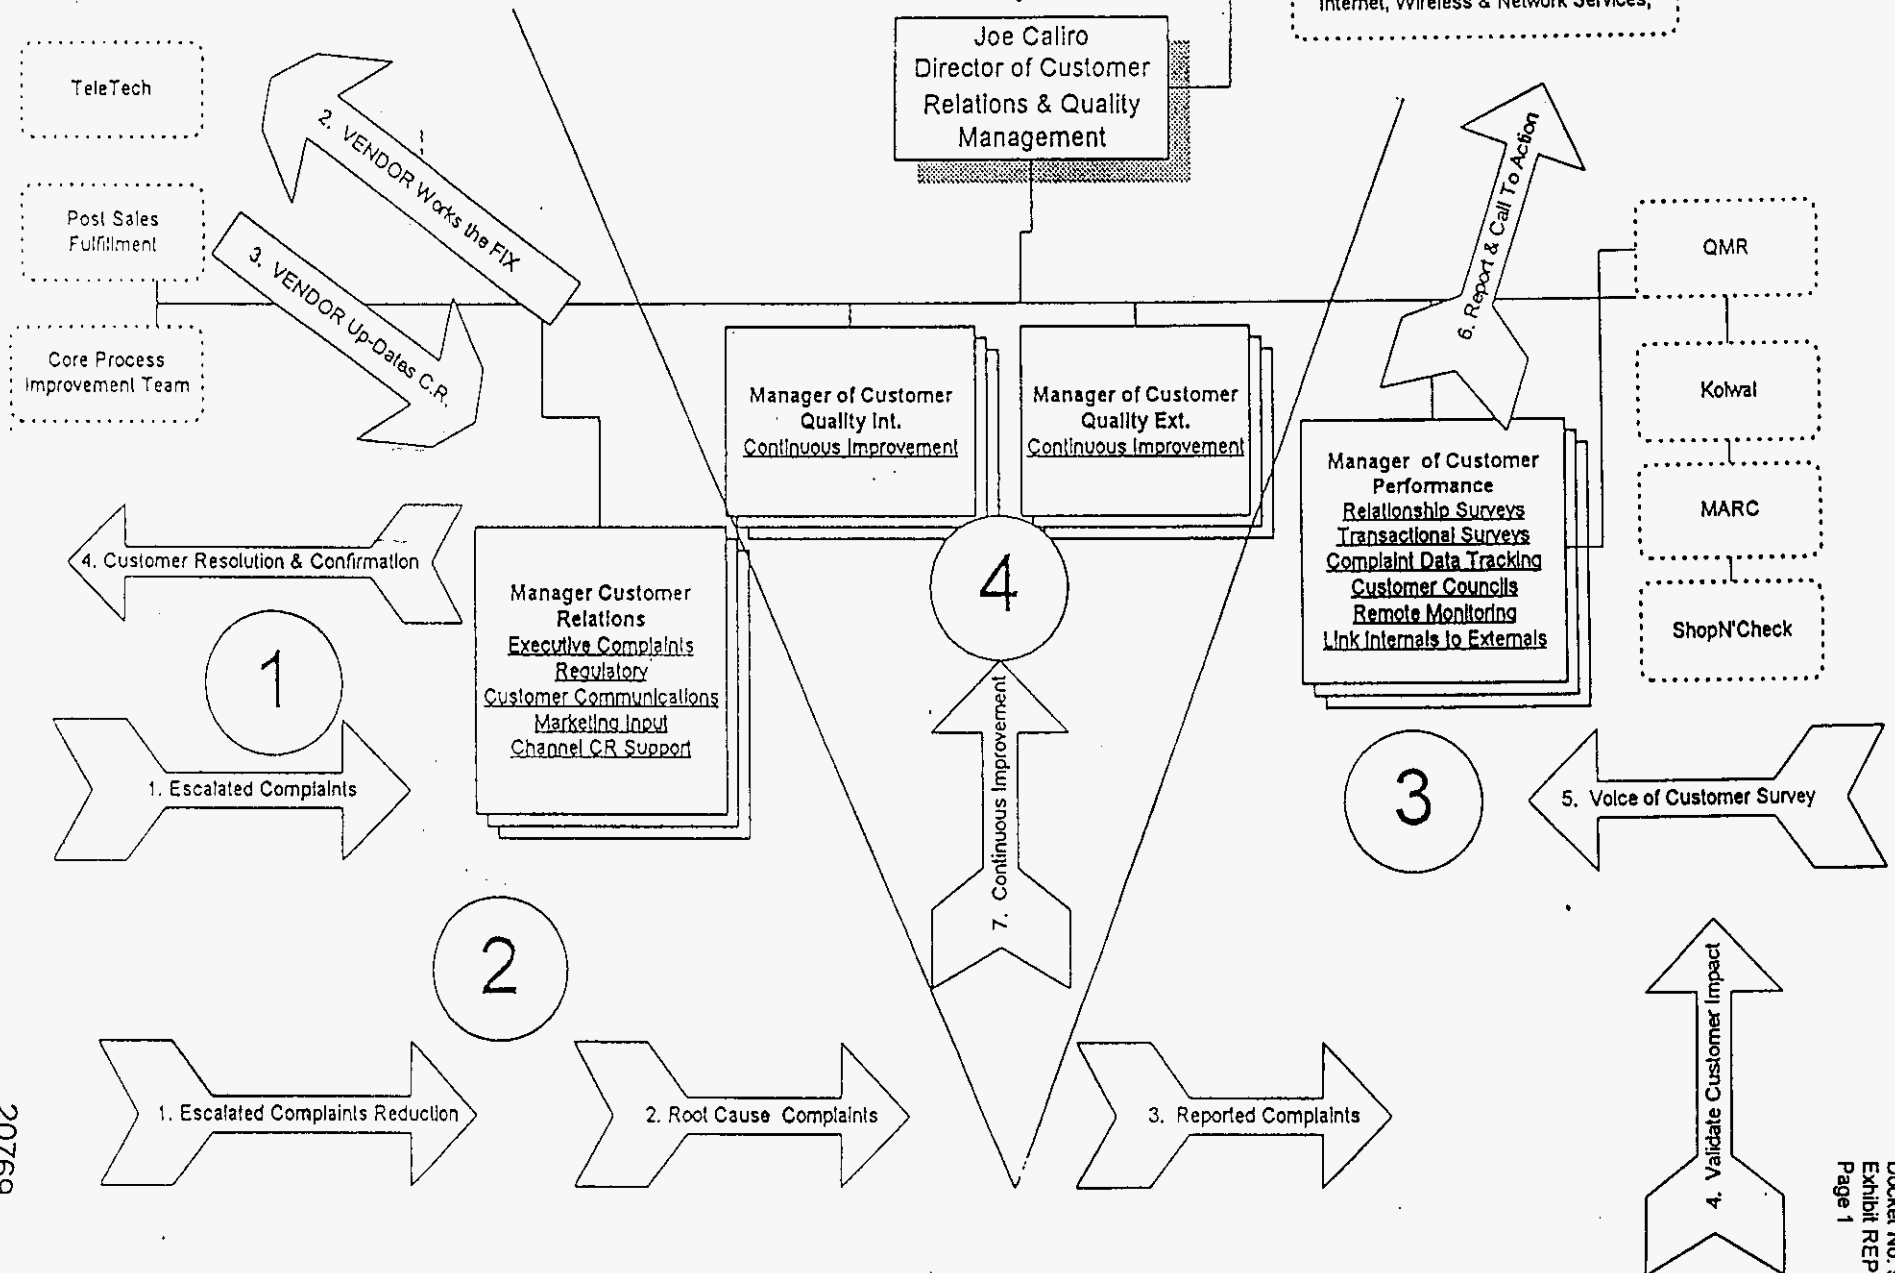 Internet, Wireless & Network Services,
Joe Caliro
Director of Customer
Relations & Quality
Management
TeleTech
2. VENDOR Works the FIX
6. Report & Call To Action
Post Sales
Fulfillment
3. VENDOR Up-Dates C.R.
QMR
Core Process
Improvement Team
Manager of Customer
Quality Int.
Continuous Improvement
Manager of Customer
Quality Ext.
Continuous Improvement
Kolwal
Manager of Customer
Performance
Relationship Surveys
Transactional Surveys
Complaint Data Tracking
Customer Councils
Remote Monitoring
Link Internals to Externals
MARC
ShopN'Check
4. Customer Resolution & Confirmation
Manager Customer
Relations
Executive Complaints
Regulatory
Customer Communications
Marketing Input
Channel CR Support
4
1
1. Escalated Complaints
7. Continuous Improvement
3
5. Voice of Customer Survey
2
1. Escalated Complaints Reduction
2. Root Cause Complaints
3. Reported Complaints
4. Validate Customer Impact
20769
Docket No.
Exhibit REP
Page 1